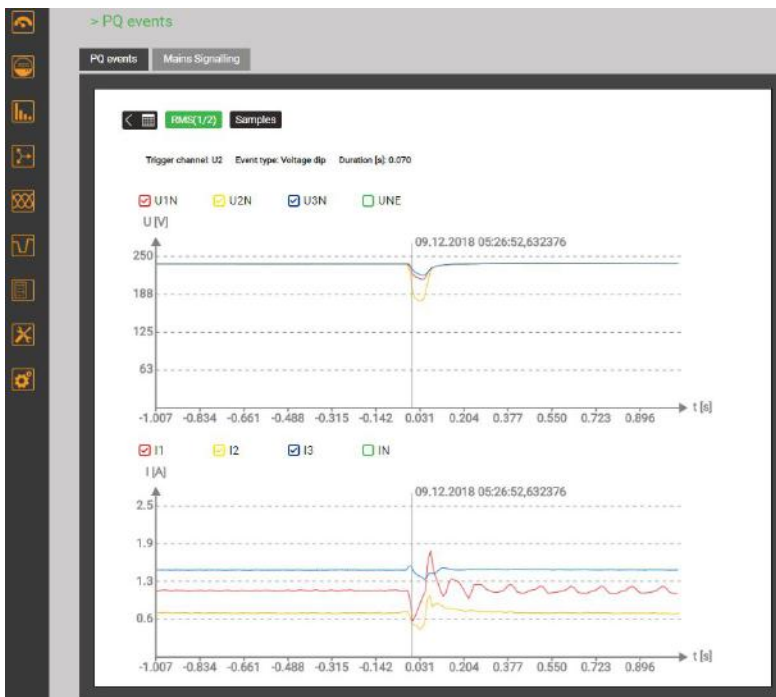 > PQ events
PQ events Mains Signalling
RMS(1/2) Samples
Trigger channel: U2 Event type: Voltage dip Duration [s]: 0.070
U1N U2N U3N UNE
U [V]
09.12.2018 05:26:52,632376
250
188
125
63
t [s]
-1.007 -0.834 -0.661 -0.488 -0.315 -0.142 0.031 0.204 0.377 0.550 0.723 0.896
I1 I2 I3 IN
I [A]
09.12.2018 05:26:52,632376
2.5
1.9
1.3
0.6
t [s]
-1.007 -0.834 -0.661 -0.488 -0.315 -0.142 0.031 0.204 0.377 0.550 0.723 0.896